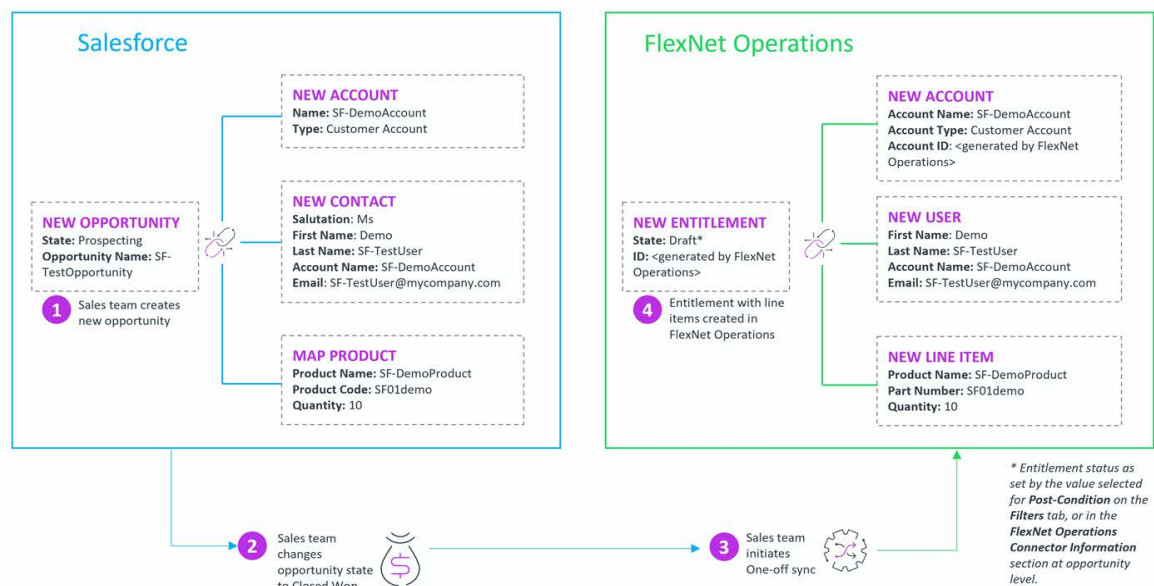 Salesforce
NEW ACCOUNT
Name: SF-DemoAccount
Type: Customer Account
NEW OPPORTUNITY
State: Prospecting
Opportunity Name: SF-
TestOpportunity
1
Sales team creates
new opportunity
NEW CONTACT
Salutation: Ms
First Name: Demo
Last Name: SF-TestUser
Account Name: SF-DemoAccount
Email: SF-TestUser@mycompany.com
MAP PRODUCT
Product Name: SF-DemoProduct
Product Code: SF01demo
Quantity: 10
FlexNet Operations
NEW ACCOUNT
Account Name: SF-DemoAccount
Account Type: Customer Account
Account ID: <generated by FlexNet
Operations>
NEW ENTITLEMENT
State: Draft*
ID: <generated by FlexNet
Operations>
4
Entitlement with line
items created in
FlexNet Operations
NEW USER
First Name: Demo
Last Name: SF-TestUser
Account Name: SF-DemoAccount
Email: SF-TestUser@mycompany.com
NEW LINE ITEM
Product Name: SF-DemoProduct
Part Number: SF01demo
Quantity: 10
2
Sales team
changes
opportunity state
to Closed Won
$
3
Sales team
initiates
One-off sync
* Entitlement status as
set by the value selected
for Post-Condition on the
Filters tab, or in the
FlexNet Operations
Connector Information
section at opportunity
level.